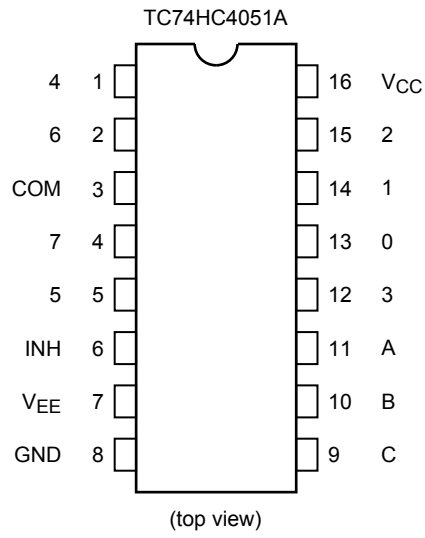 TC74HC4051A
4 1 16 VCC
6 2 15 2
COM 3 14 1
7 4 13 0
5 5 12 3
INH 6 11 A
VEE 7 10 B
GND 8 9 C
(top view)